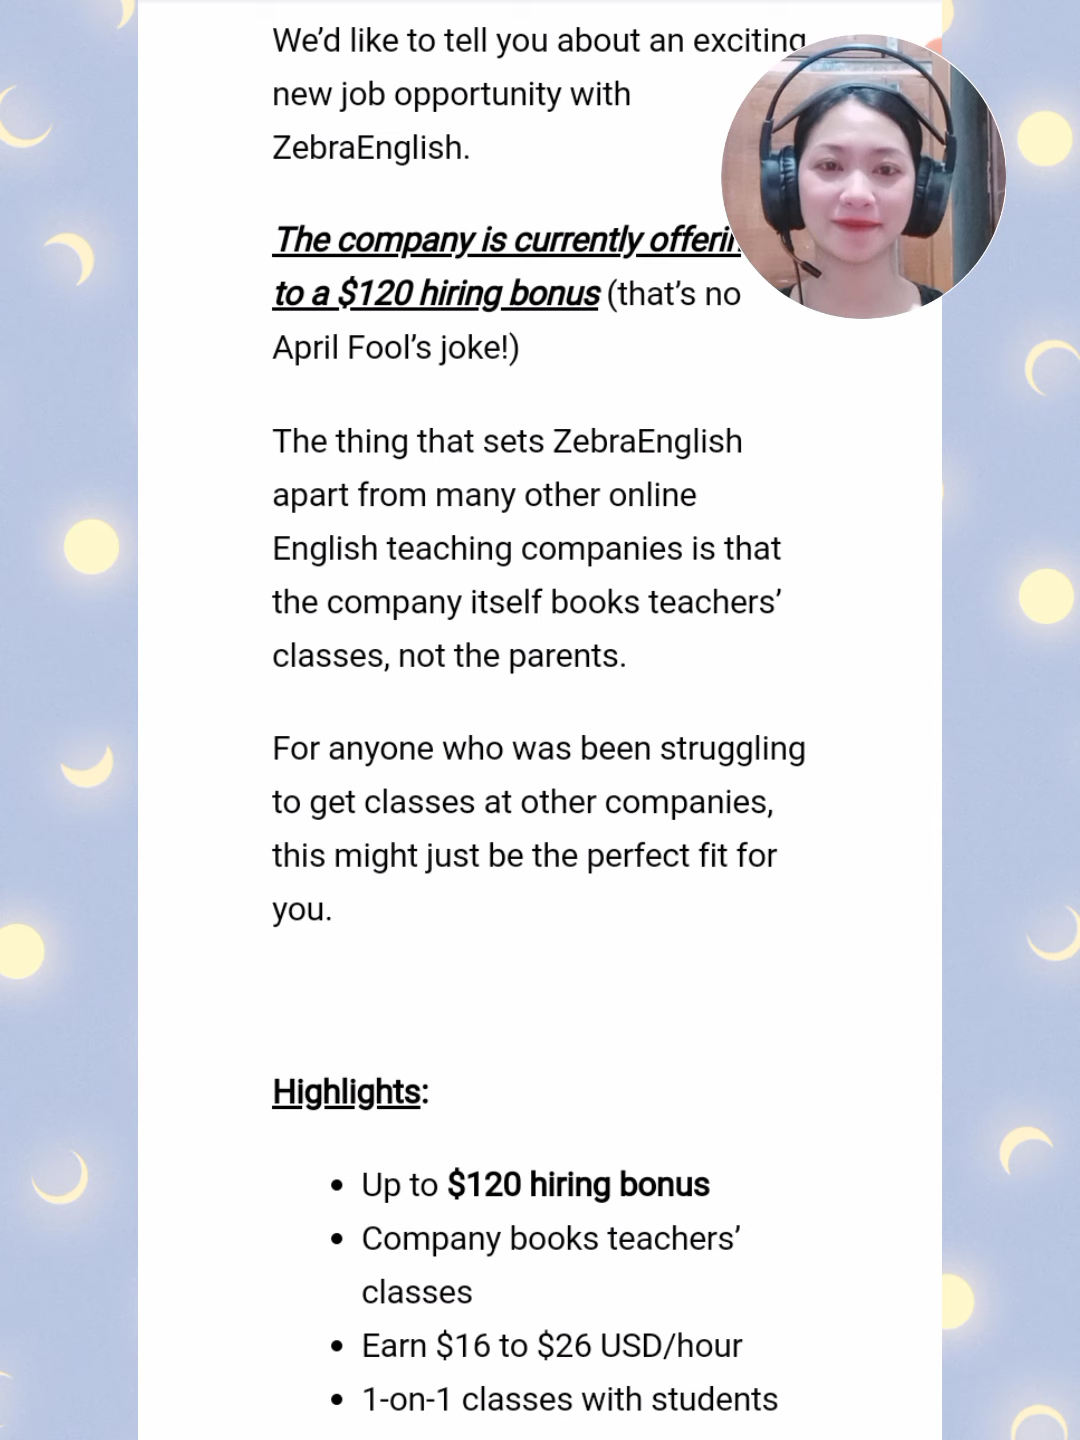 We’d like to tell you about an exciting
new job opportunity with
ZebraEnglish.
The company is currently
to a $120 hiring bonus (that’s no
April Fool’s joke!)
The thing that sets ZebraEnglish
apart from many other online
English teaching companies is that
the company itself books teachers’
classes, not the parents.
For anyone who was been struggling
to get classes at other companies,
this might just be the perfect fit for
you.
Highlights:
• Up to $120 hiring bonus
• Company books teachers’
classes
• Earn $16 to $26 USD/hour
• 1-on-1 classes with students